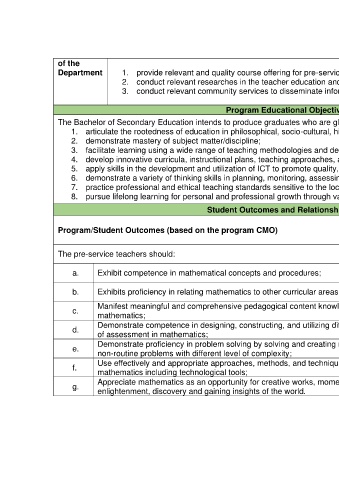 of the
Department
1. provide relevant and quality course offering for pre-servic
2. conduct relevant researches in the teacher education and
3. conduct relevant community services to disseminate infor
Program Educational Objectiv
The Bachelor of Secondary Education intends to produce graduates who are gl
1. articulate the rootedness of education in philosophical, socio-cultural, h
2. demonstrate mastery of subject matter/discipline;
3. facilitate learning using a wide range of teaching methodologies and de
4. develop innovative curricula, instructional plans, teaching approaches, a
5. apply skills in the development and utilization of ICT to promote quality,
6. demonstrate a variety of thinking skills in planning, monitoring, assessin
7. practice professional and ethical teaching standards sensitive to the loc
8. pursue lifelong learning for personal and professional growth through va
Student Outcomes and Relationsh
Program/Student Outcomes (based on the program CMO)
The pre-service teachers should:
a. Exhibit competence in mathematical concepts and procedures;
b. Exhibits proficiency in relating mathematics to other curricular areas
c. Manifest meaningful and comprehensive pedagogical content knowl
mathematics;
d. Demonstrate competence in designing, constructing, and utilizing di
of assessment in mathematics;
e. Demonstrate proficiency in problem solving by solving and creating
non-routine problems with different level of complexity;
f. Use effectively and appropriate approaches, methods, and techniqu
mathematics including technological tools;
g. Appreciate mathematics as an opportunity for creative works, mome
enlightenment, discovery and gaining insights of the world.